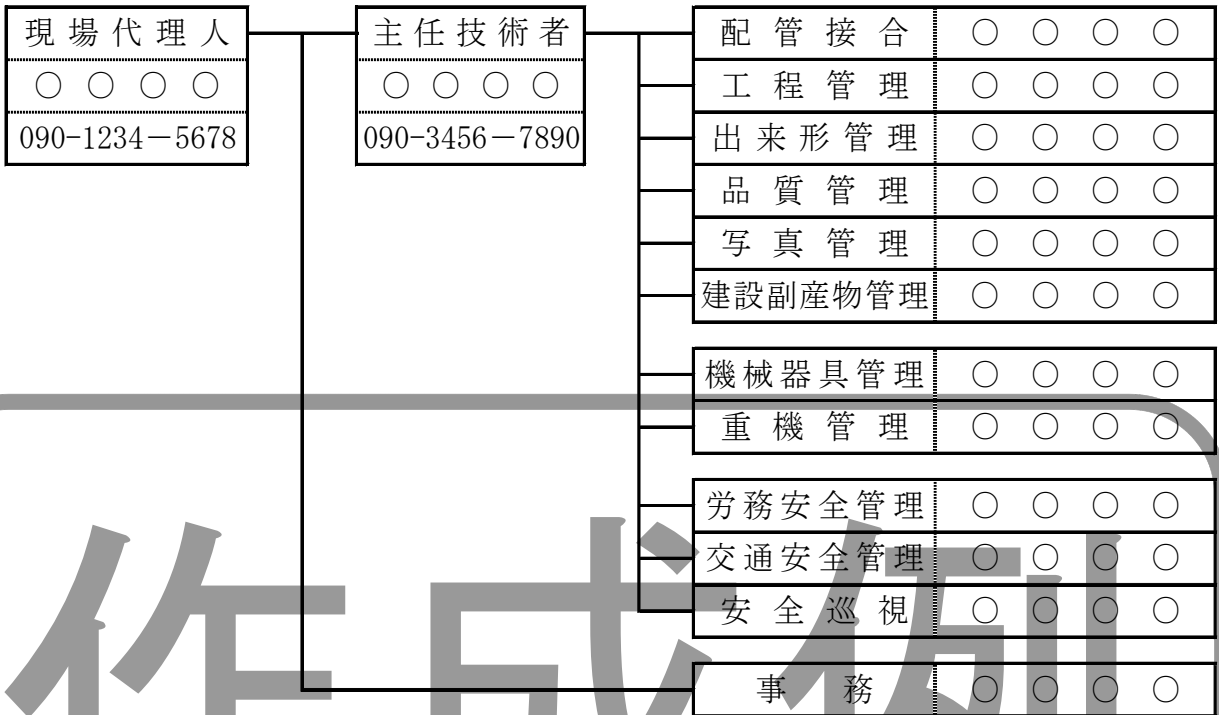 現場代理人
○○○○
090-1234－5678
主任技術者
○○○○
090-3456－7890
配管接合 ○○○○
工程管理 ○○○○
出来形管理 ○○○○
品質管理 ○○○○
写真管理 ○○○○
建設副産物管理 ○○○○
機械器具管理 ○○○○
重機管理 ○○○○
労務安全管理 ○○○○
交通安全管理 ○○○○
安全巡視 ○○○○
事務 ○○○○
作成例